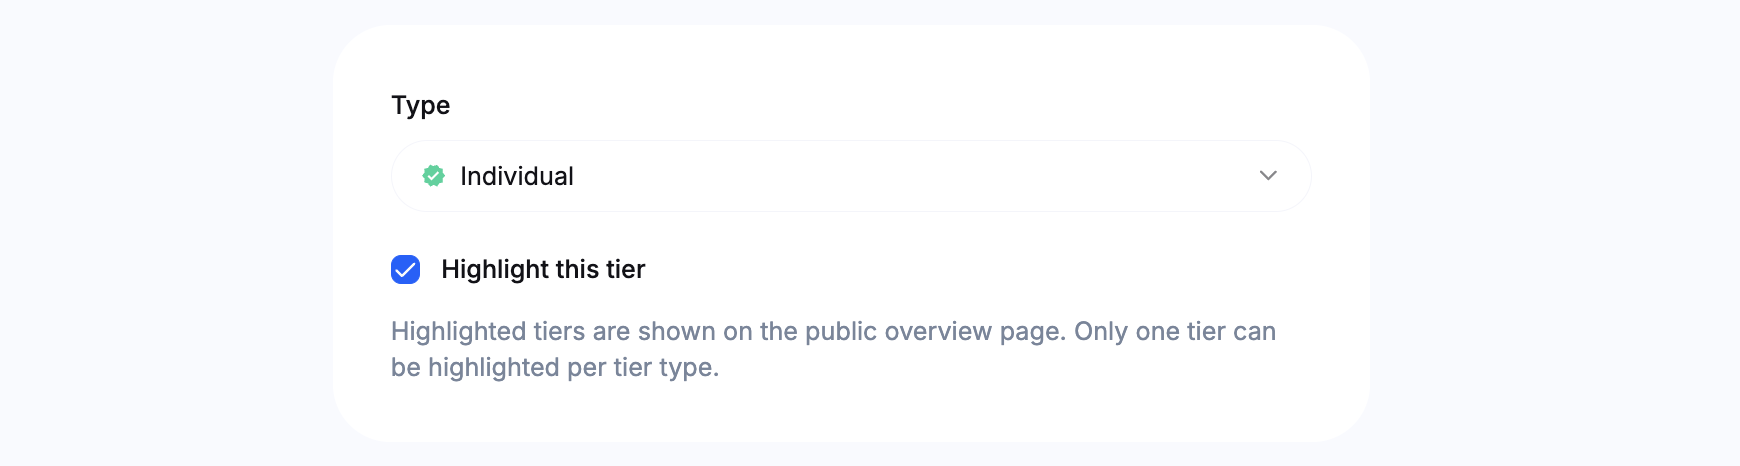 Type
Individual
Highlight this tier
Highlighted tiers are shown on the public overview page. Only one tier can
be highlighted per tier type.